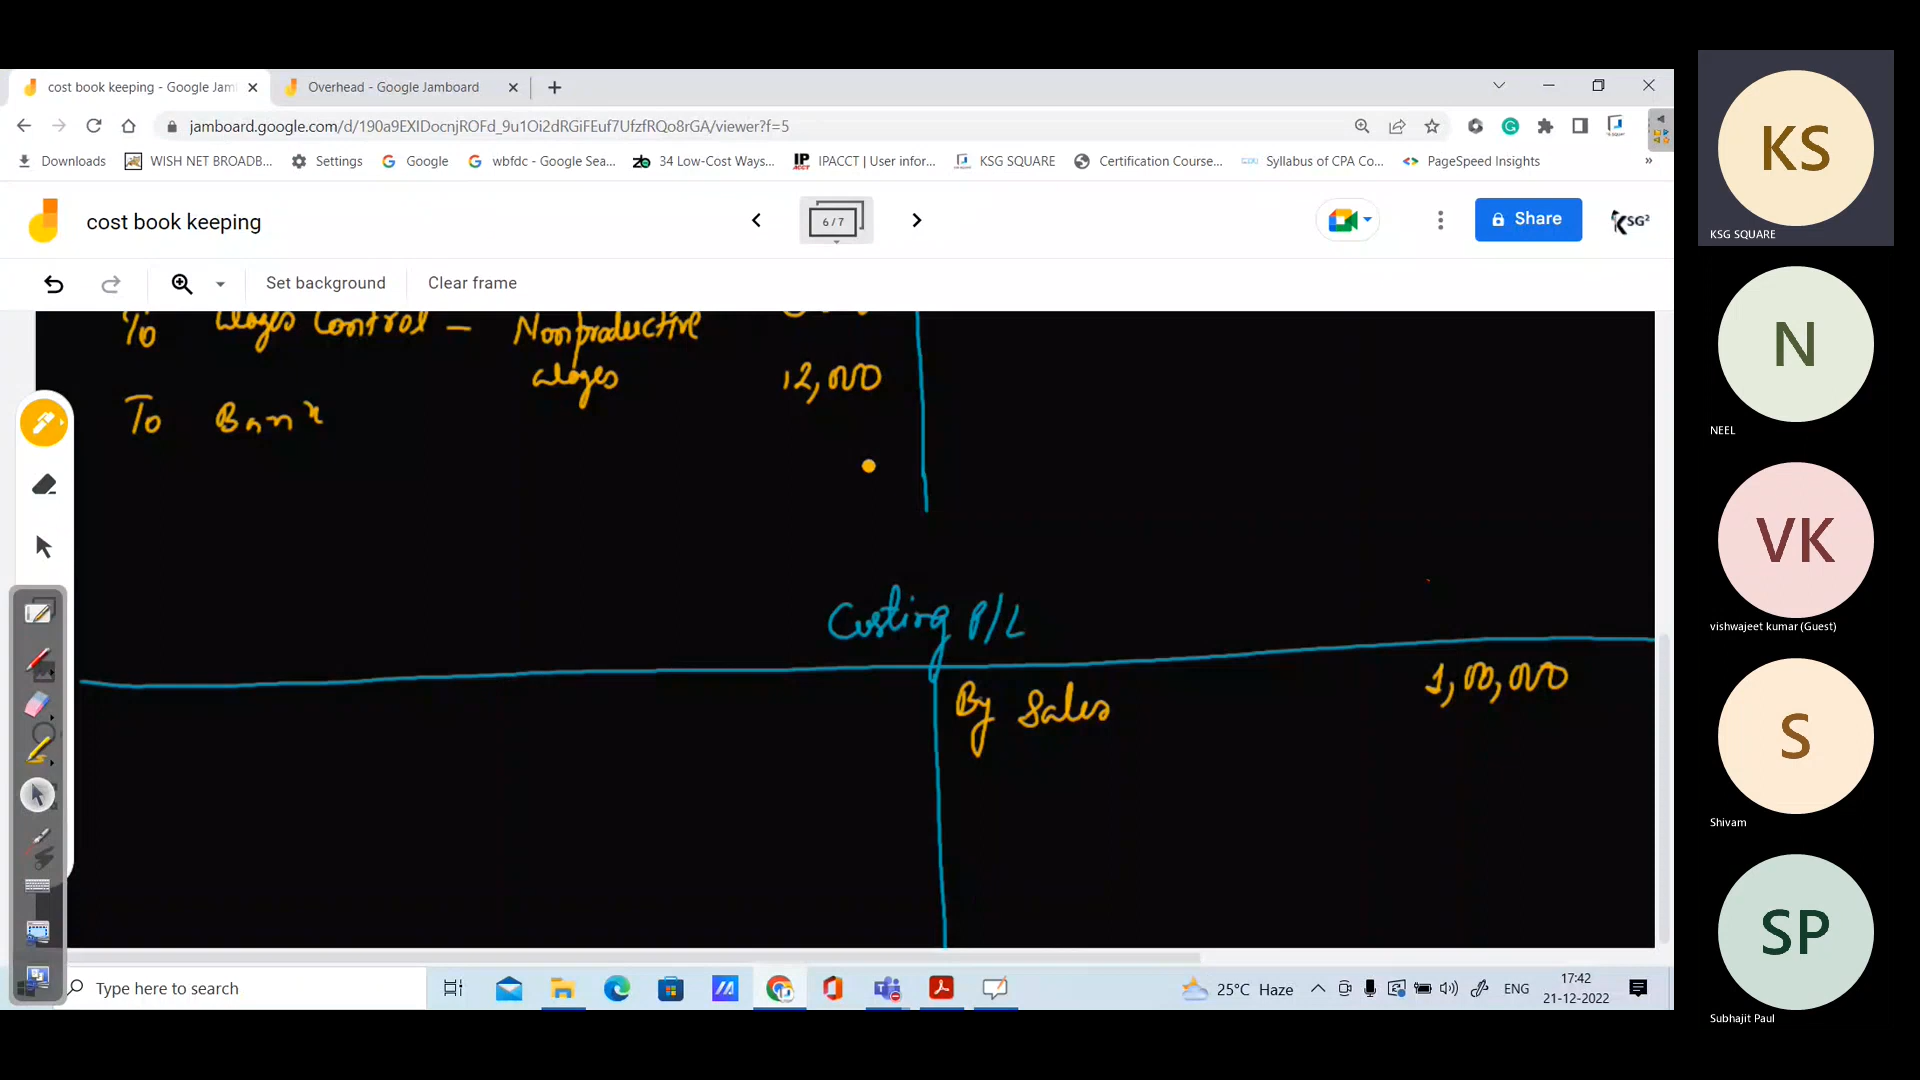 cost book keeping - Google Jam
Overhead - Google Jamboard
jamboard.google.com/d/190a9EXIDocnjROFd_9u1Oi2dRGiFEuf7UfzfRQo8rGA/viewer?f=5
Downloads
WISH NET BROADB...
Settings
Google
wbfdc - Google Sea...
34 Low-Cost Ways...
IPACCT | User infor...
KSG SQUARE
Certification Course...
Syllabus of CPA Co...
PageSpeed Insights
»
cost book keeping
6 / 7
Share
KSG²
Set background
Clear frame
To Wages Control - Nonproductive
wages 12,000
To Bank
Costing P/L
By Sales 1,00,000
Type here to search
25°C Haze
ENG
17:42
21-12-2022
KS
KSG SQUARE
N
NEEL
VK
vishwajeet kumar (Guest)
S
Shivam
SP
Subhajit Paul